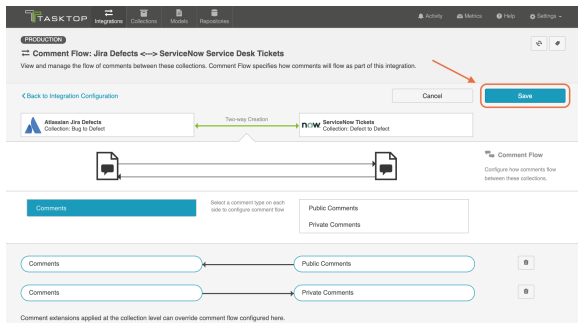 TASKTOP
Integrations
Collections
Models
Repositories
Activity
Metrics
Help
Settings
PRODUCTION
Comment Flow: Jira Defects <---> ServiceNow Service Desk Tickets
View and manage the flow of comments between these collections. Comment Flow specifies how comments will flow as part of this integration.
Back to Integration Configuration
Cancel
Save
Atlassian Jira Defects
Collection: Bug to Defect
Two-way Creation
now
ServiceNow Tickets
Collection: Defect to Defect
Comment Flow
Configure how comments flow
between these collections.
Comments
Select a comment type on each
side to configure comment flow
Public Comments
Private Comments
Comments
Public Comments
Comments
Private Comments
Comment extensions applied at the collection level can override comment flow configured here.